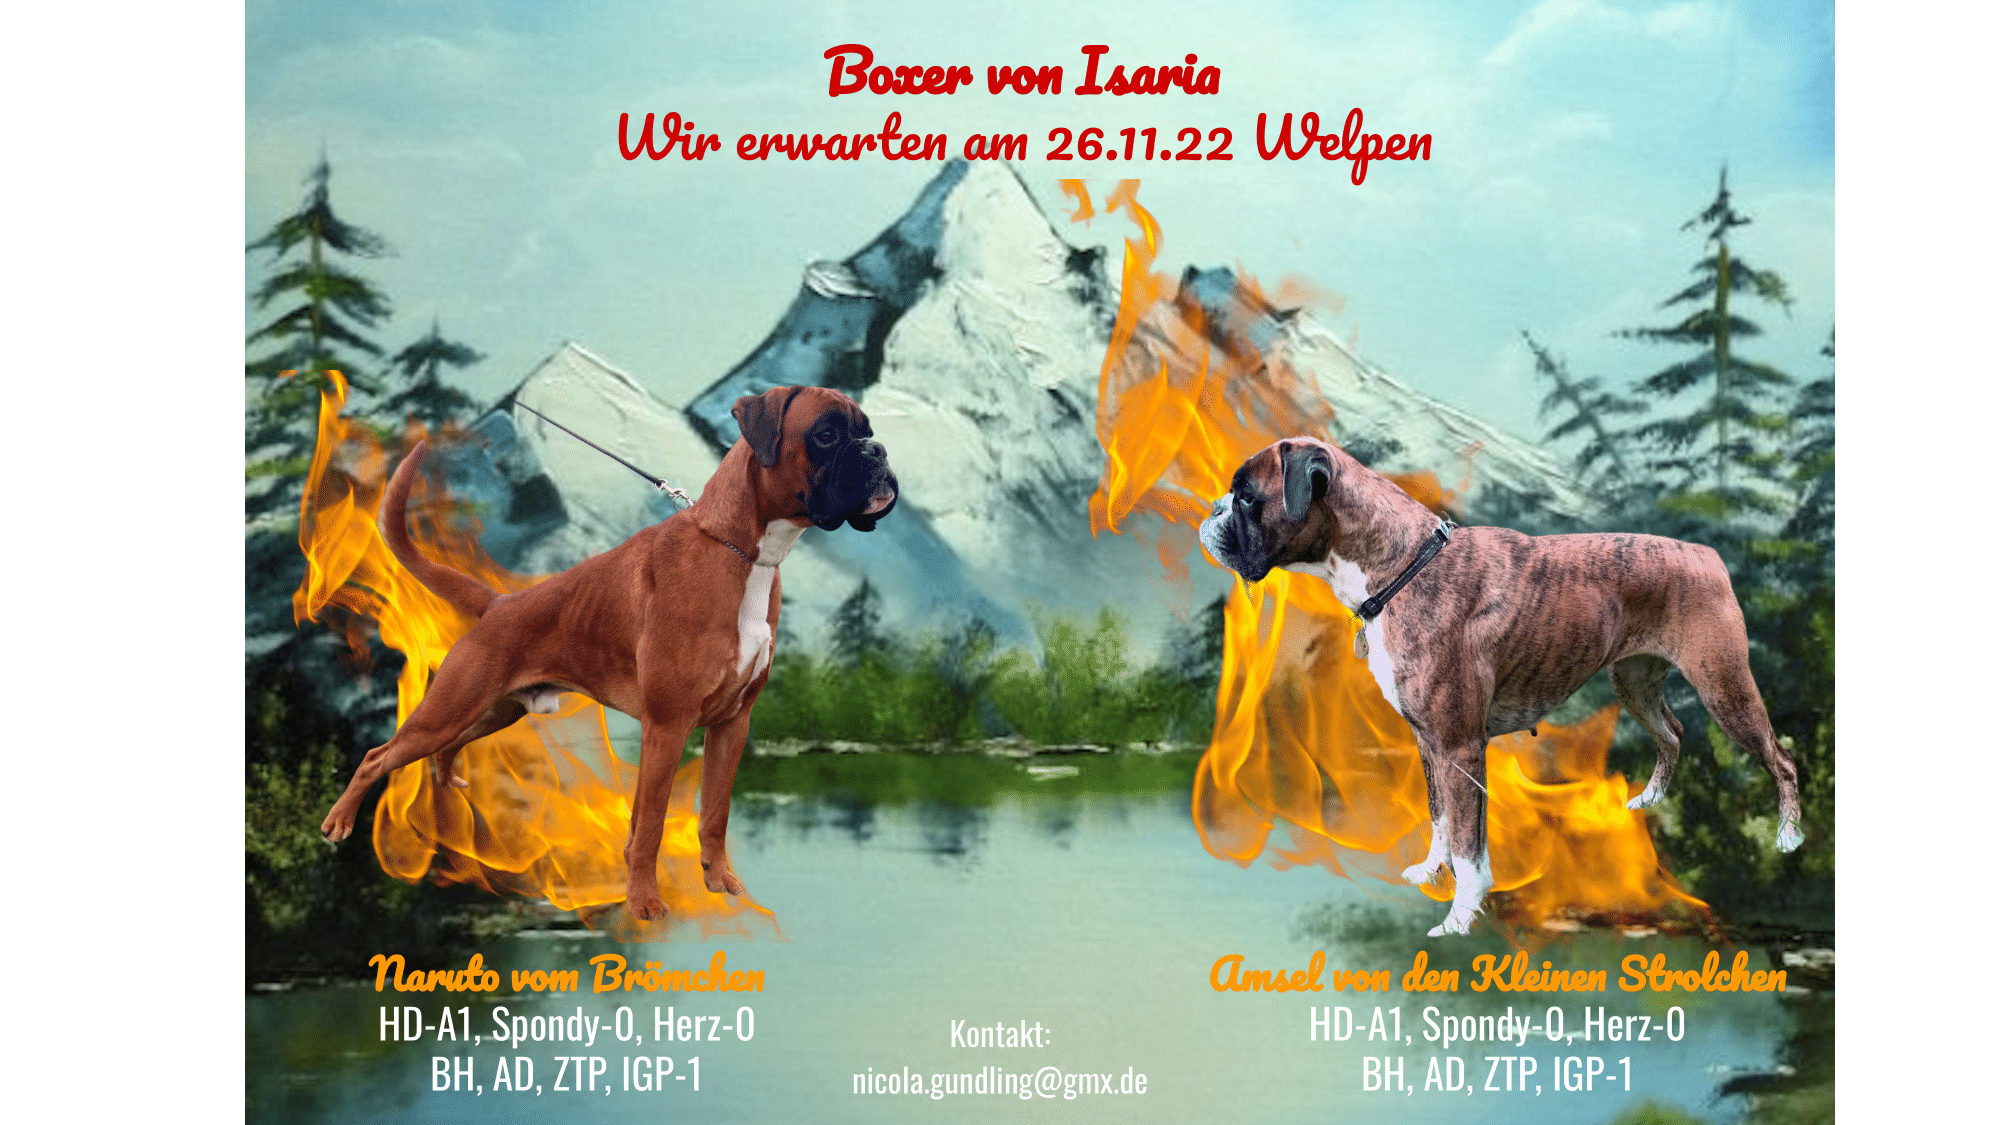 Boxer von Isaria
Wir erwarten am 26.11.22 Welpen
Naruto vom Brömchen
HD-A1, Spondy-0, Herz-0
BH, AD, ZTP, IGP-1
Kontakt:
nicola.gundling@gmx.de
Amsel von den Kleinen Strolchen
HD-A1, Spondy-0, Herz-0
BH, AD, ZTP, IGP-1